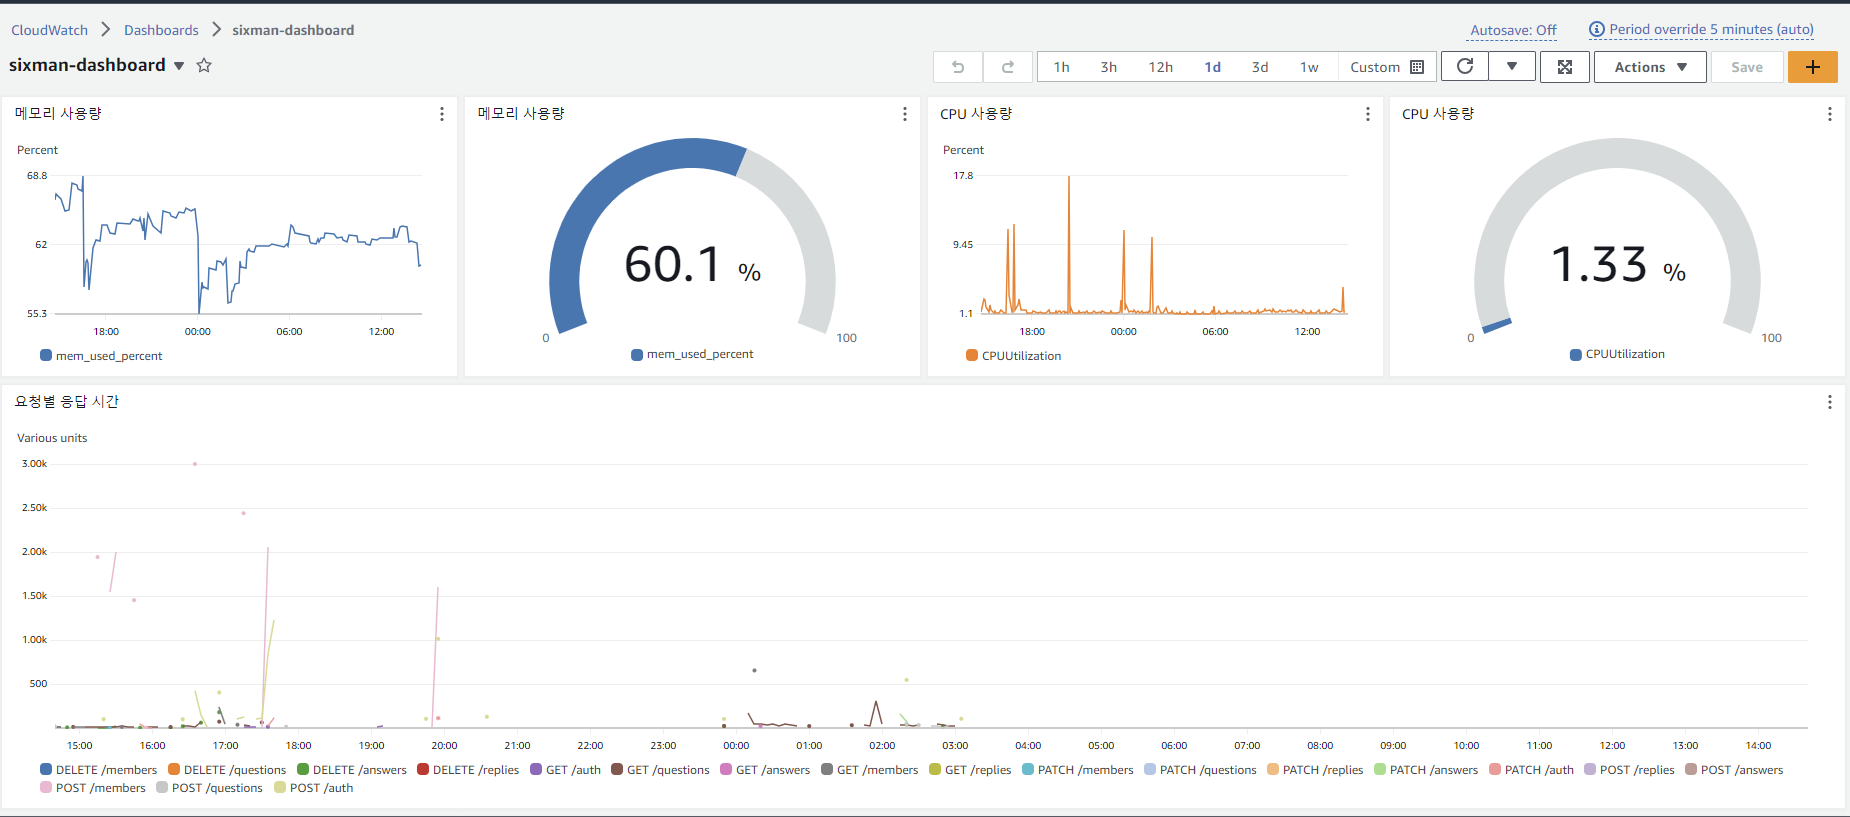 CloudWatch > Dashboards > sixman-dashboard
Autosave: Off
Period override 5 minutes (auto)
sixman-dashboard
1h 3h 12h 1d 3d 1w Custom
Actions
Save
메모리 사용량
Percent
68.8
62
55.3
18:00 00:00 06:00 12:00
mem_used_percent
메모리 사용량
60.1 %
0 100
mem_used_percent
CPU 사용량
Percent
17.8
9.45
1.1
18:00 00:00 06:00 12:00
CPUUtilization
CPU 사용량
1.33 %
0 100
CPUUtilization
요청별 응답 시간
Various units
3.00k
2.50k
2.00k
1.50k
1.00k
500
15:00 16:00 17:00 18:00 19:00 20:00 21:00 22:00 23:00 00:00 01:00 02:00 03:00 04:00 05:00 06:00 07:00 08:00 09:00 10:00 11:00 12:00 13:00 14:00
DELETE /members DELETE /questions DELETE /answers DELETE /replies GET /auth GET /questions GET /answers GET /members GET /replies PATCH /members PATCH /questions PATCH /replies PATCH /answers PATCH /auth POST /replies POST /answers
POST /members POST /questions POST /auth